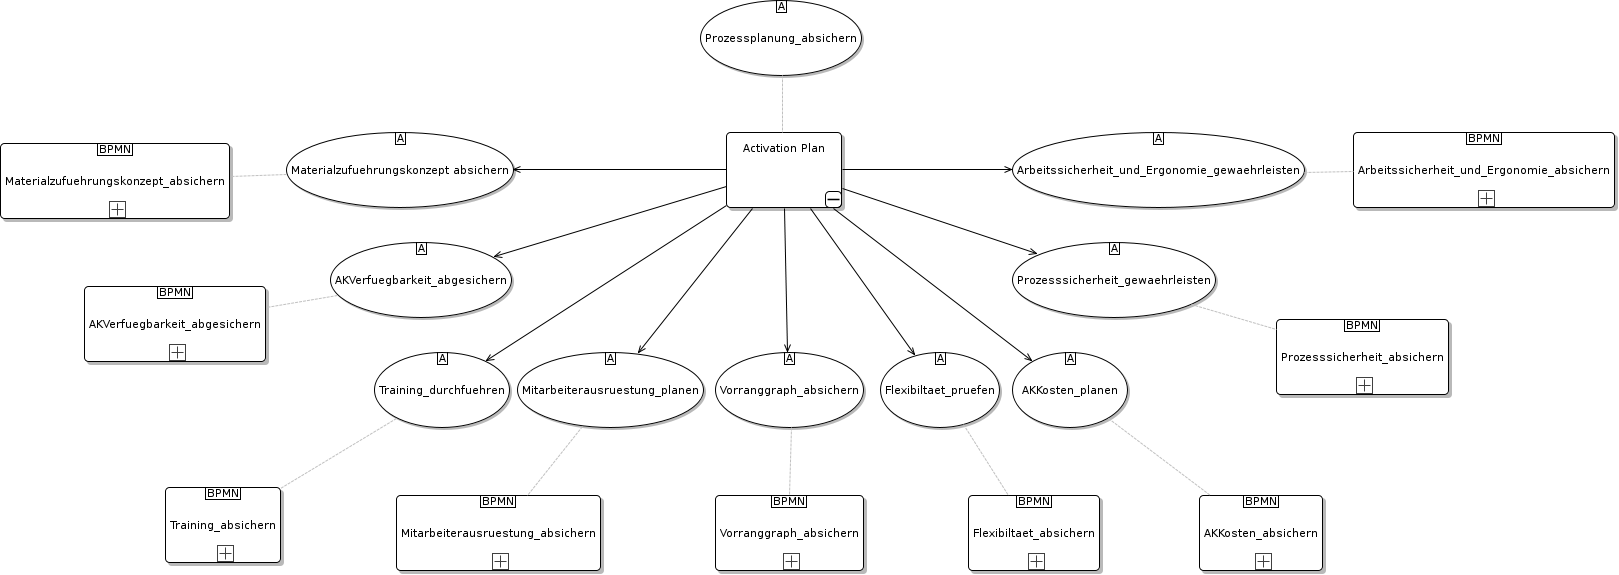 A
Prozessplanung_absichern
BPMN
Materialzufuehrungskonzept_absichern
A
Materialzufuehrungskonzept absichern
Activation Plan
A
Arbeitssicherheit_und_Ergonomie_gewaehrleisten
BPMN
Arbeitssicherheit_und_Ergonomie_absichern
A
AKVerfuegbarkeit_abgesichern
A
Prozesssicherheit_gewaehrleisten
BPMN
AKVerfuegbarkeit_abgesichern
BPMN
Prozesssicherheit_absichern
A
Training_durchfuehren
A
Mitarbeiterausruestung_planen
A
Vorranggraph_absichern
A
Flexibiltaet_pruefen
A
AKKosten_planen
BPMN
Training_absichern
BPMN
Mitarbeiterausruestung_absichern
BPMN
Vorranggraph_absichern
BPMN
Flexibiltaet_absichern
BPMN
AKKosten_absichern